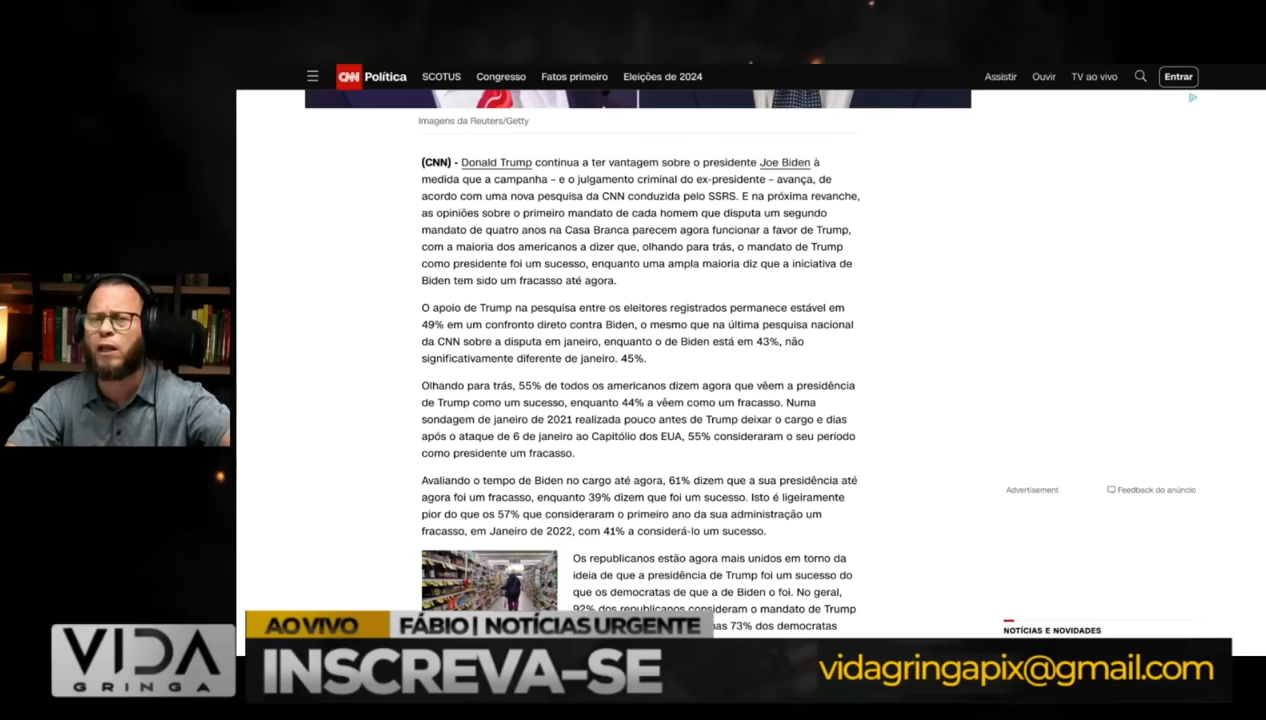 CNN Política SCOTUS Congresso Fatos primeiro Eleições de 2024 Assistir Ouvir TV ao vivo Entrar
Imagens da Reuters/Getty
(CNN) - Donald Trump continua a ter vantagem sobre o presidente Joe Biden à
medida que a campanha – e o julgamento criminal do ex-presidente – avança, de
acordo com uma nova pesquisa da CNN conduzida pelo SSRS. E na próxima revanche,
as opiniões sobre o primeiro mandato de cada homem que disputa um segundo
mandato de quatro anos na Casa Branca parecem agora funcionar a favor de Trump,
com a maioria dos americanos a dizer que, olhando para trás, o mandato de Trump
como presidente foi um sucesso, enquanto uma ampla maioria diz que a iniciativa de
Biden tem sido um fracasso até agora.
O apoio de Trump na pesquisa entre os eleitores registrados permanece estável em
49% em um confronto direto contra Biden, o mesmo que na última pesquisa nacional
da CNN sobre a disputa em janeiro, enquanto o de Biden está em 43%, não
significativamente diferente de janeiro. 45%.
Olhando para trás, 55% de todos os americanos dizem agora que vêem a presidência
de Trump como um sucesso, enquanto 44% a vêem como um fracasso. Numa
sondagem de janeiro de 2021 realizada pouco antes de Trump deixar o cargo e dias
após o ataque de 6 de janeiro ao Capitólio dos EUA, 55% consideraram o seu período
como presidente um fracasso.
Avaliando o tempo de Biden no cargo até agora, 61% dizem que a sua presidência até
agora foi um fracasso, enquanto 39% dizem que foi um sucesso. Isto é ligeiramente
pior do que os 57% que consideraram o primeiro ano da sua administração um
fracasso, em Janeiro de 2022, com 41% a considerá-lo um sucesso.
Os republicanos estão agora mais unidos em torno da
ideia de que a presidência de Trump foi um sucesso do
que os democratas de que a de Biden o foi. No geral,
92% dos republicanos consideram o mandato de Trump
73% dos democratas
Advertisement Feedback do anúncio
NOTÍCIAS E NOVIDADES
AO VIVO FÁBIO | NOTÍCIAS URGENTE
VIDA
GRINGA
INSCREVA-SE
vidagringapix@gmail.com